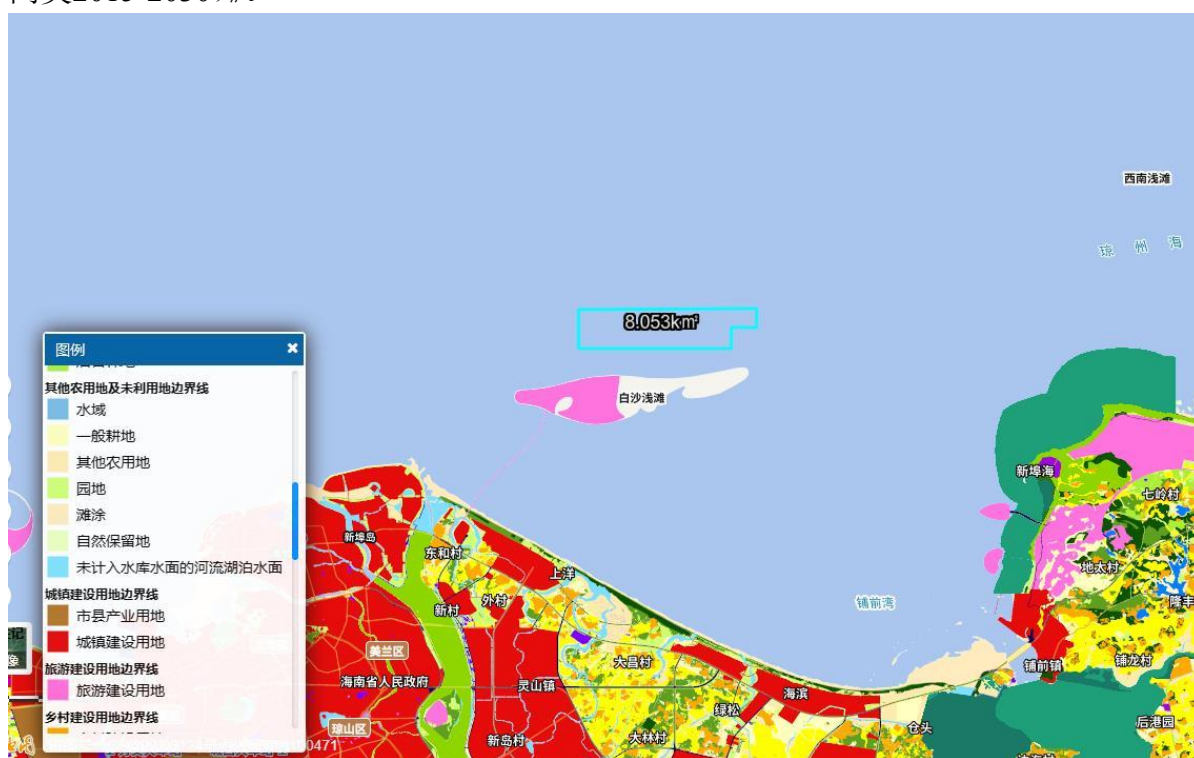 西南浅滩
琼 州 海
8.053km²
图例
其他农用地及未利用地边界线
水域
一般耕地
其他农用地
园地
滩涂
自然保留地
未计入水库水面的河流湖泊水面
城镇建设用地边界线
市县产业用地
城镇建设用地
旅游建设用地边界线
旅游建设用地
乡村建设用地边界线
白沙浅滩
新埠海
七岭村
新埠岛
东和村
上洋
地太村
外村
新村
铺前湾
美兰区
大昌村
铺前镇
铺龙村
海南省人民政府
灵山镇
海滨
绿松
仓头
后港园
琼山区
新岛村
大林村
0471